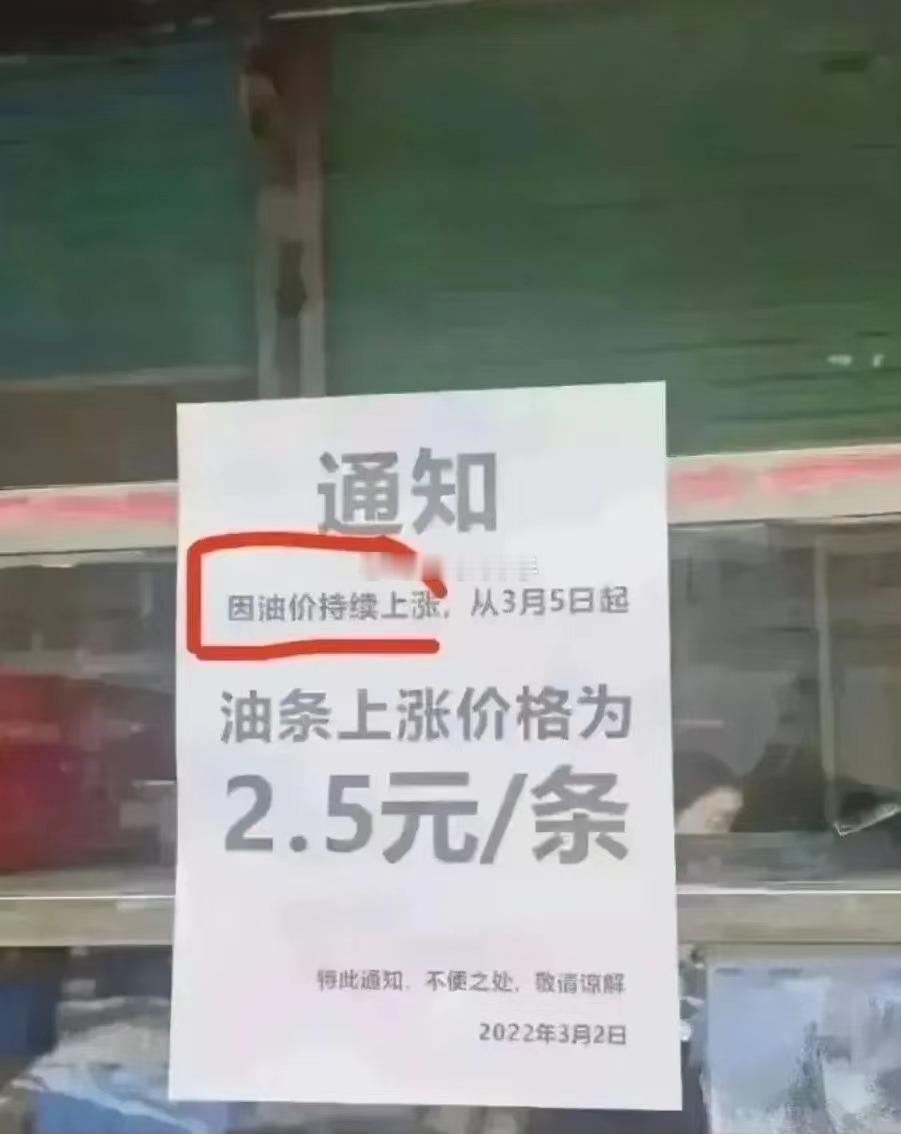 通知
因油价持续上涨，从3月5日起
油条上涨价格为
2.5元/条
特此通知，不便之处，敬请谅解
2022年3月2日